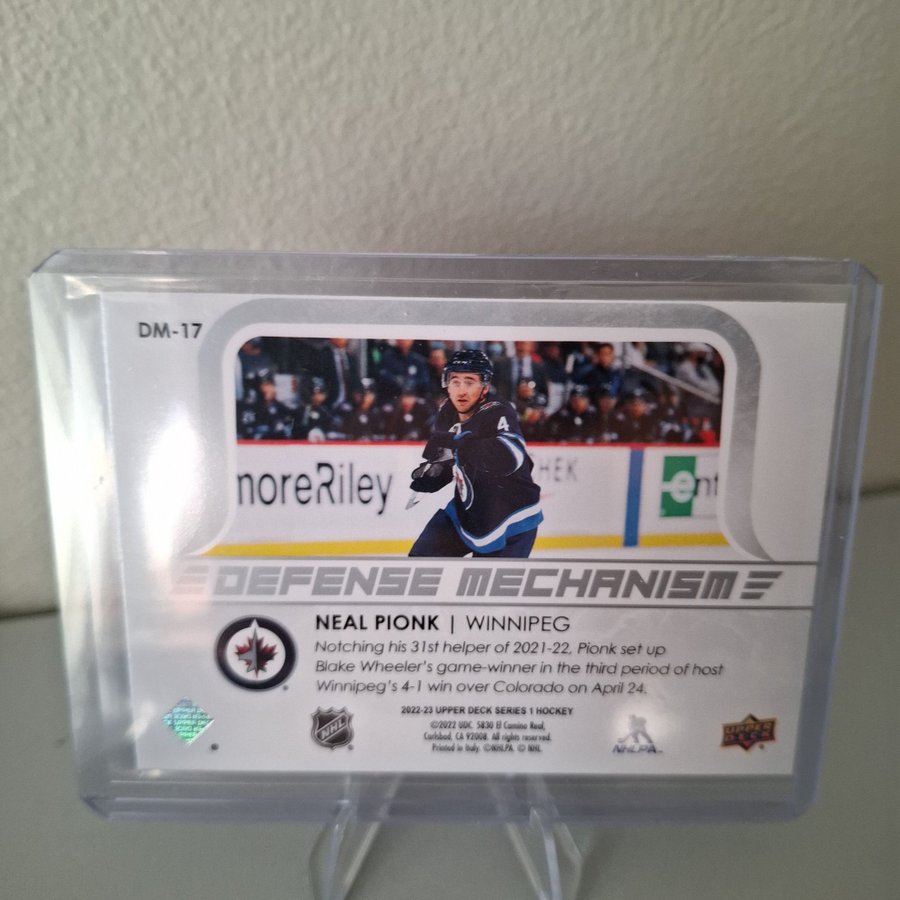 DM-17
4
moreRiley
HEK
ent
DEFENSE MECHANISM
NEAL PIONK | WINNIPEG
Notching his 31st helper of 2021-22, Pionk set up
Blake Wheeler's game-winner in the third period of host
Winnipeg's 4-1 win over Colorado on April 24.
2022-23 UPPER DECK SERIES 1 HOCKEY
©2022 UDC. 5830 El Camino Real,
Carlsbad, CA 92008. All rights reserved.
Printed in Italy. ©NHLPA. © NHL.
NHL
NHLPA
UPPER DECK